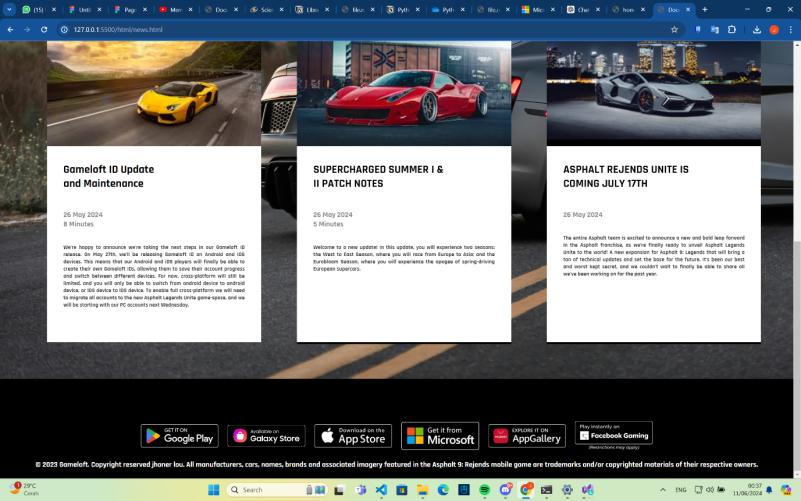 (15)
Unti
Page
Men
Doc
Scie
Libre
file:
Pyth
Pyth
file:
Micr
Chat
hom
Doc
127.0.0.1:5500/html/news.html
Gameloft ID Update
and Maintenance
26 May 2024
8 Minutes
We're happy to announce we're taking the next steps in our Gameloft ID
release. On May 27th, we'll be releasing Gameloft ID on Android and iOS
devices. This means that our Android and iOS players will finally be able to
create their own Gameloft IDs, allowing them to save their account progress
and switch between different devices. For now, cross-platform will still be
limited, and you will only be able to switch from android device to android
device, or iOS device to iOS device. To enable full cross-platform we will need
to migrate all accounts to the new Asphalt Legends Unite game-space, and we
will be starting with our PC accounts next Wednesday.
SUPERCHARGED SUMMER I &
II PATCH NOTES
26 May 2024
5 Minutes
Welcome to a new update! In this update, you will experience two seasons:
the West to East Season, where you will race from Europe to Asia; and the
Eurobloom Season, where you will experience the apogee of spring-driving
European supercars.
ASPHALT REJENDS UNITE IS
COMING JULY 17TH
26 May 2024
The entire Asphalt team is excited to announce a new and bold leap forward
in the Asphalt franchise, as we're finally ready to unveil Asphalt Legends
Unite to the world! A new expansion for Asphalt 9: Legends that will bring a
ton of technical updates and set the base for the future. It's been our best
and worst kept secret, and we couldn't wait to finally be able to share all
we've been working on for the past year.
GET IT ON
Google Play
Available on
Galaxy Store
Download on the
App Store
Get it from
Microsoft
EXPLORE IT ON
AppGallery
Play instantly on
Facebook Gaming
(Restrictions may apply)
© 2023 Gameloft. Copyright reserved jhoner lou. All manufacturers, cars, names, brands and associated imagery featured in the Asphalt 9: Rejends mobile game are trademarks and/or copyrighted materials of their respective owners.
29°C
Search
ENG
00:37
11/06/2024